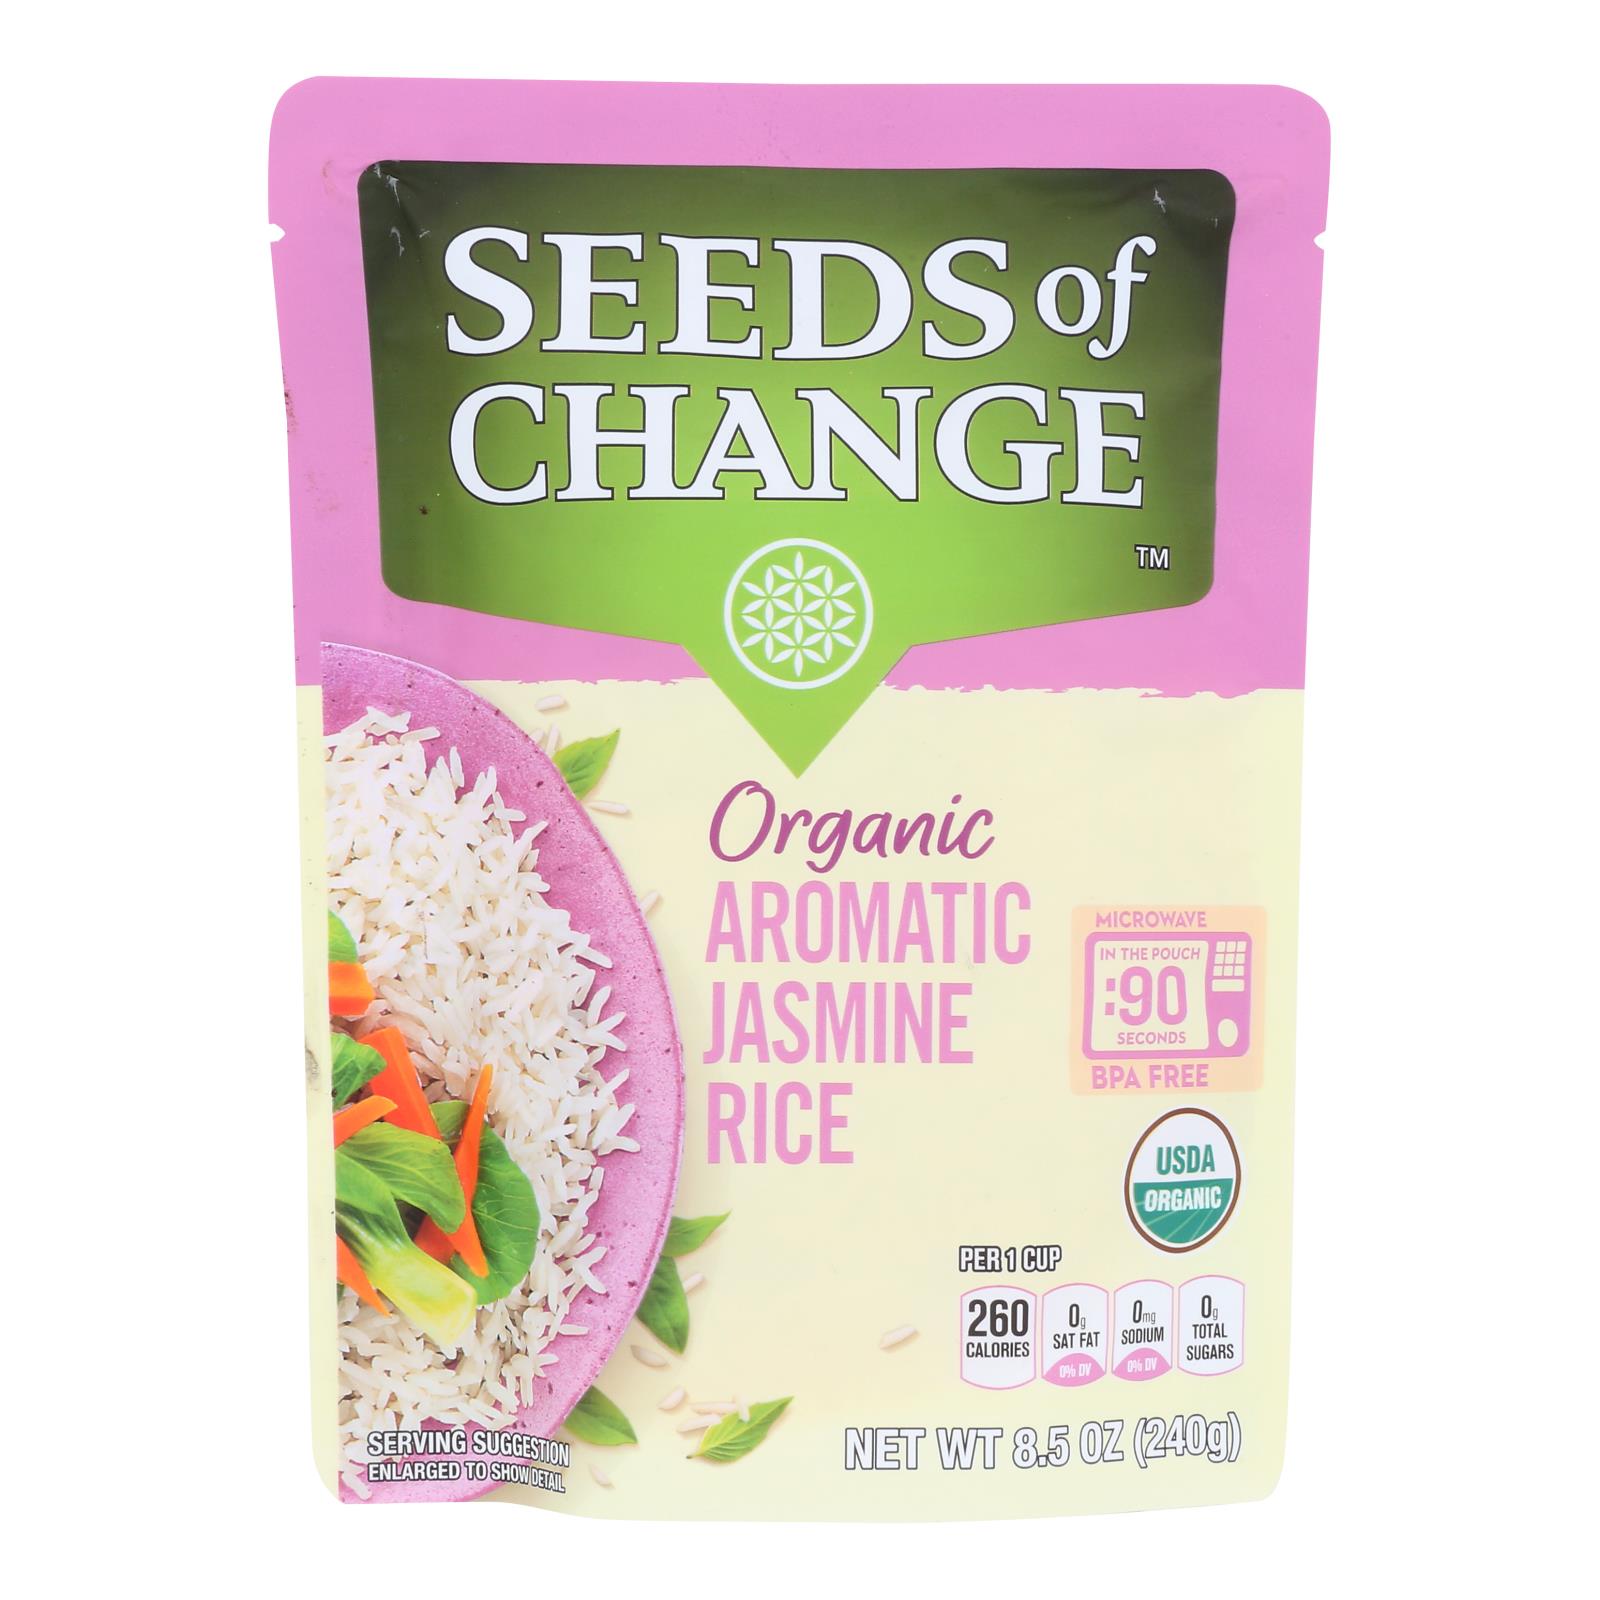 SEEDS of
CHANGE
TM
Organic
AROMATIC
JASMINE
RICE
MICROWAVE
IN THE POUCH
:90
SECONDS
BPA FREE
USDA
ORGANIC
PER 1 CUP
260
CALORIES
0g
SAT FAT
0% DV
0mg
SODIUM
0% DV
0g
TOTAL
SUGARS
NET WT 8.5 OZ (240g)
SERVING SUGGESTION
ENLARGED TO SHOW DETAIL